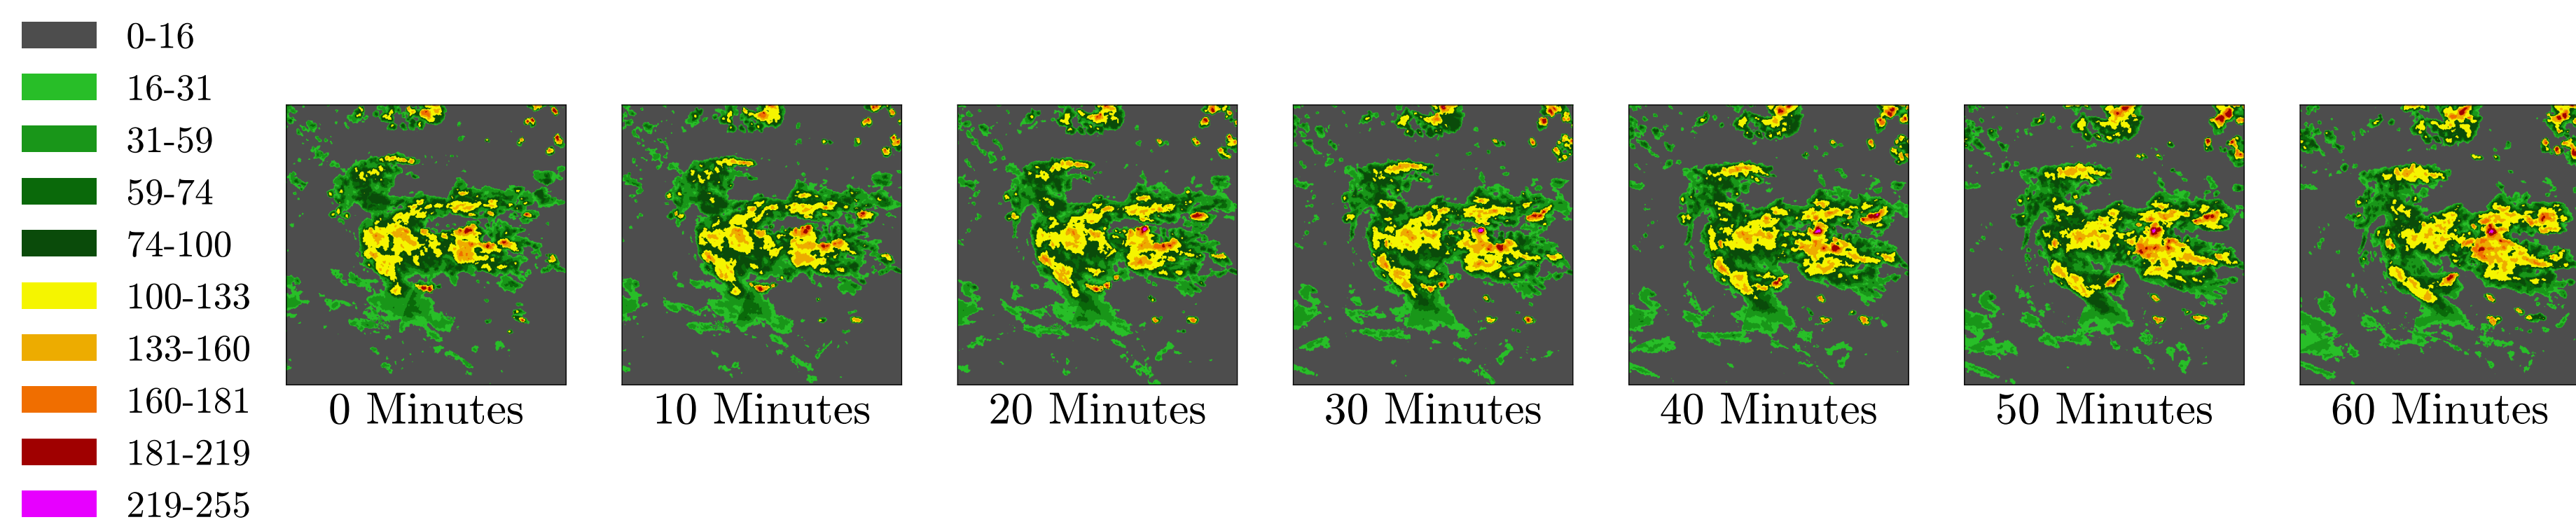 0-16
16-31
31-59
59-74
74-100
100-133
133-160
160-181
181-219
219-255
0 Minutes
10 Minutes
20 Minutes
30 Minutes
40 Minutes
50 Minutes
60 Minutes